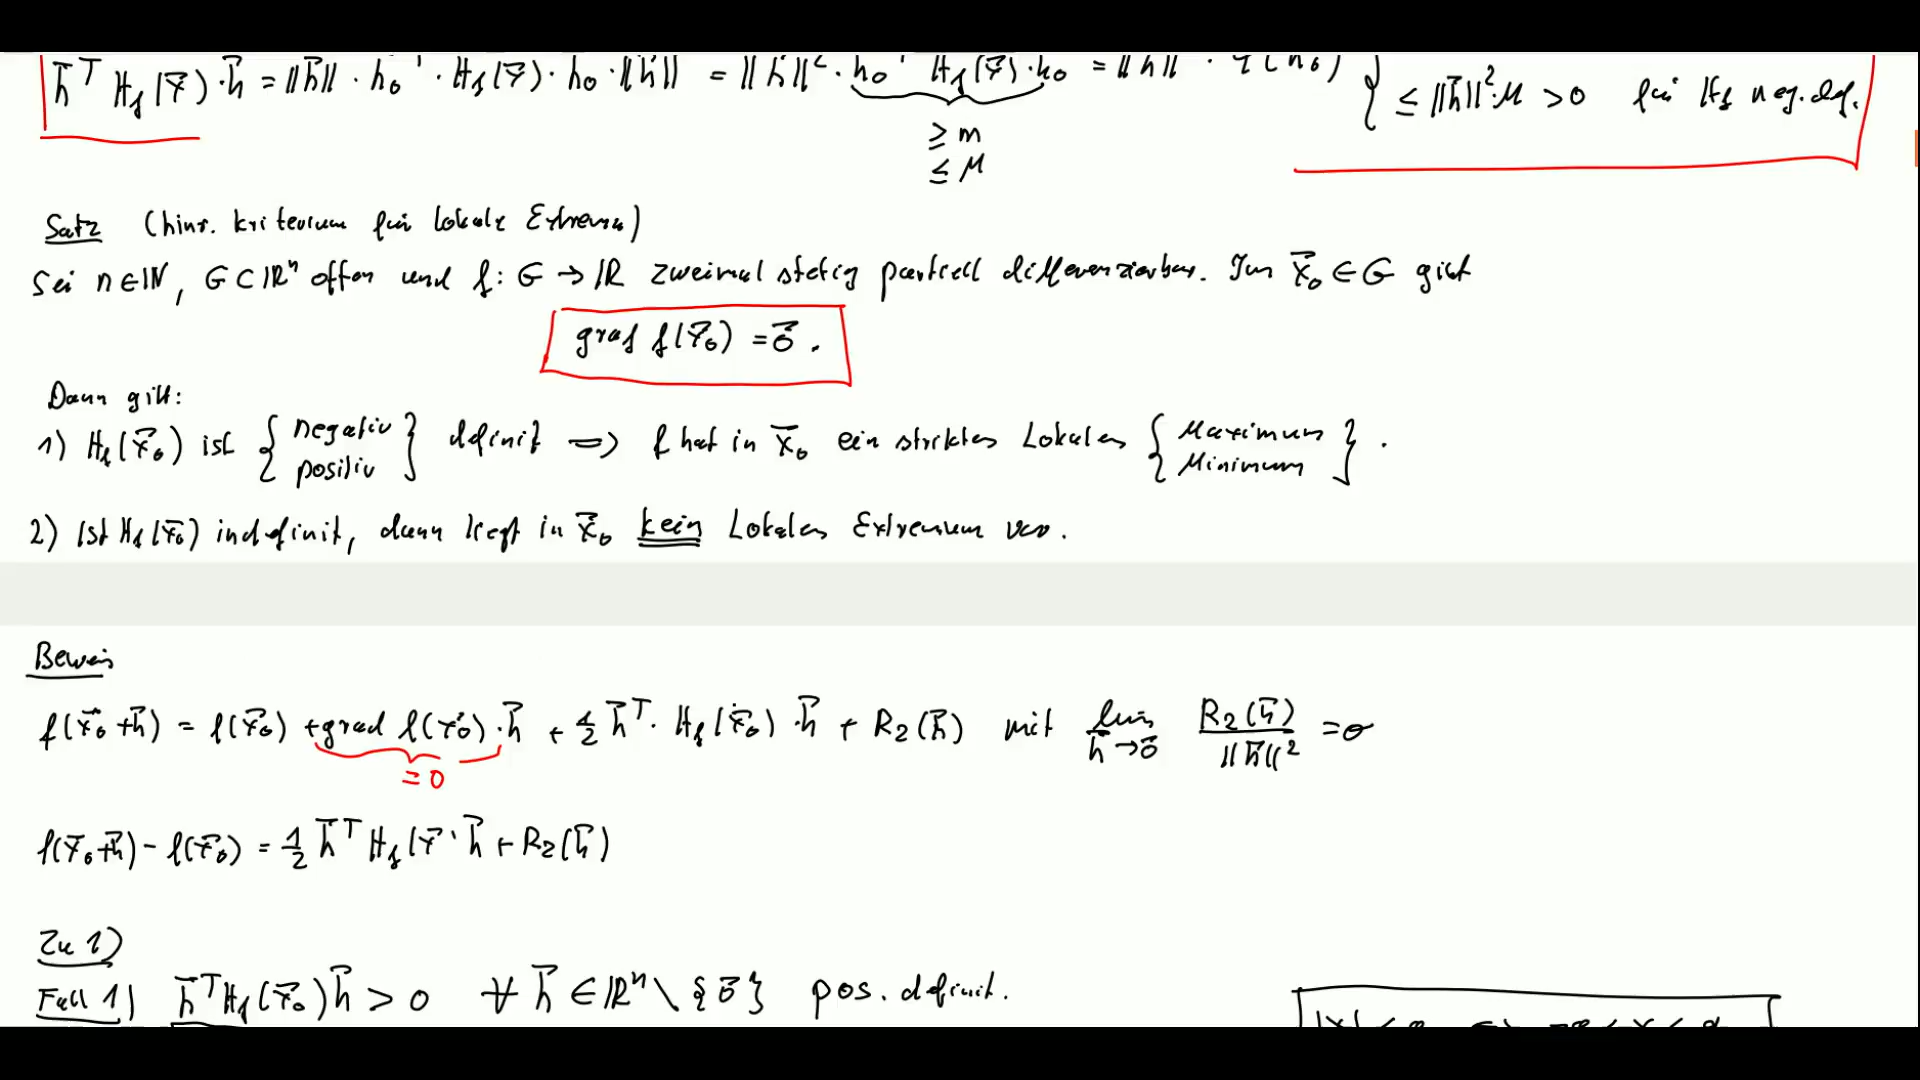 h⃗ᵀ H_f(x⃗)·h⃗ = ‖h⃗‖ · h₀ᵀ · H_f(x⃗) · h₀ · ‖h⃗‖ = ‖h⃗‖² · h₀ᵀ H_f(x⃗)·h₀ = ‖h‖² · q(h₀) { ≤ ‖h⃗‖²·M > 0 für H_f neg. def.
≥ m
≤ M
Satz (hinr. Kriterium für Lokale Extrema)
Sei n∈ℕ, G⊂ℝⁿ offen und f: G → ℝ zweimal stetig partiell differenzierbar. Im x⃗₀ ∈ G gilt
grad f(x⃗₀) = 0⃗.
Dann gilt:
1) H_f(x⃗₀) ist {negativ / positiv} definit ⟹ f hat in x⃗₀ ein striktes Lokales {Maximum / Minimum}.
2) Ist H_f(x⃗₀) indefinit, dann liegt in x⃗₀ kein Lokales Extremum vor.
Beweis
f(x⃗₀+h⃗) = f(x⃗₀) + grad f(x⃗₀)·h⃗ + ½ h⃗ᵀ· H_f(x⃗₀)·h⃗ + R₂(h⃗) mit lim_{h⃗→0⃗} R₂(h⃗)/‖h⃗‖² = 0
= 0
f(x⃗₀+h⃗) − f(x⃗₀) = ½ h⃗ᵀ H_f(x⃗·h⃗ + R₂(h⃗)
Zu 1)
Fall 1) h⃗ᵀH_f(x⃗₀)h⃗ > 0 ∀ h⃗ ∈ ℝⁿ \ {0⃗} pos. definit.